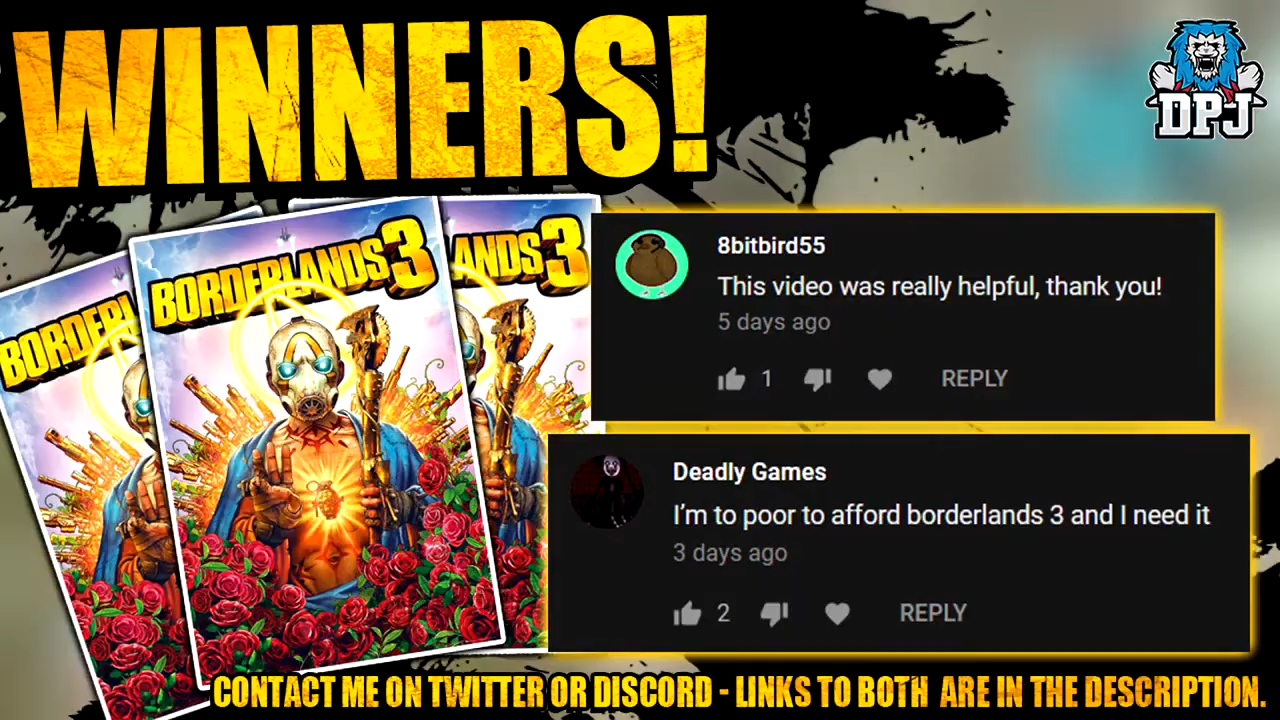 WINNERS!
DPJ
BORDERL
BORDERLANDS 3
ANDS 3
8bitbird55
This video was really helpful, thank you!
5 days ago
1
REPLY
Deadly Games
I'm to poor to afford borderlands 3 and I need it
3 days ago
2
REPLY
CONTACT ME ON TWITTER OR DISCORD - LINKS TO BOTH ARE IN THE DESCRIPTION.